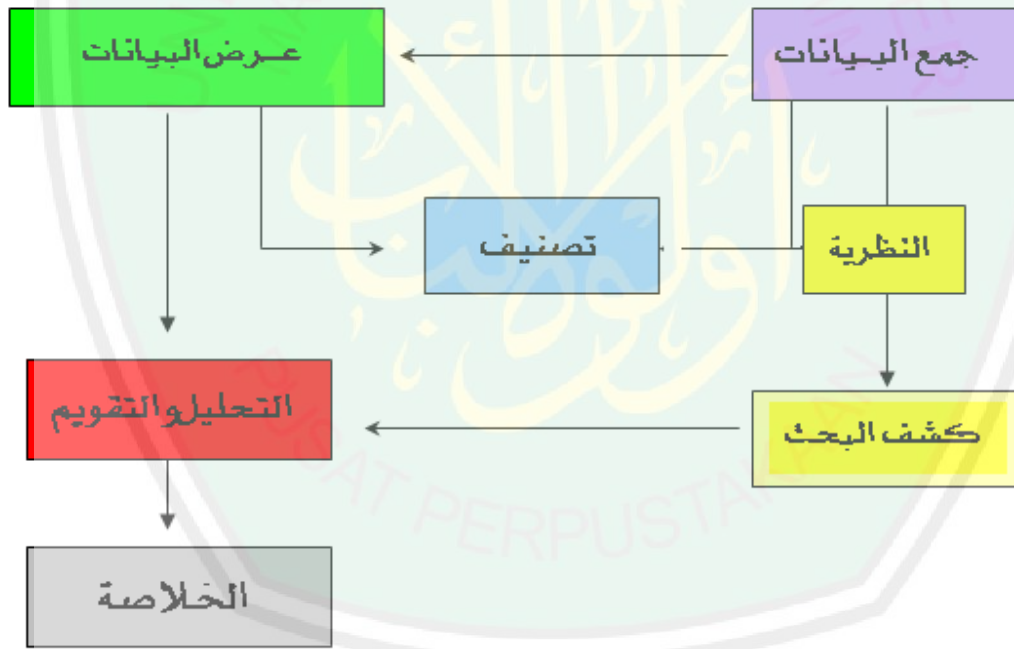 جمع البيانات
عرض البيانات
تصنيف
النظرية
التحليل والتقويم
كشف البحث
الخلاصة
PUSAT PERPUSTAKAAN